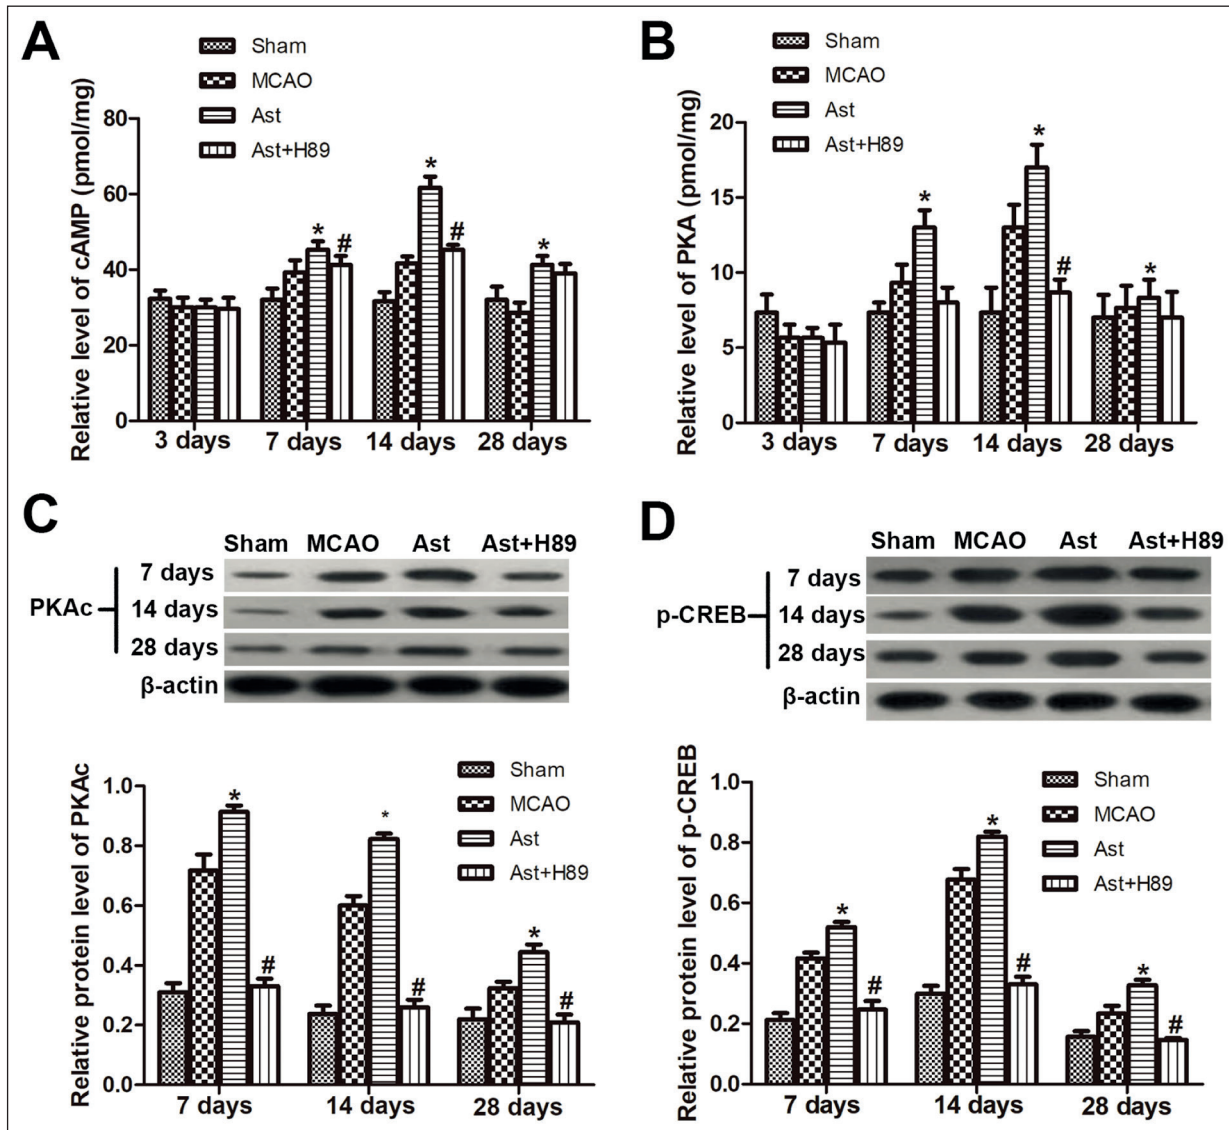 A
Sham
MCAO
Ast
Ast+H89
Relative level of cAMP (pmol/mg)
80
60
40
20
0
* # * # *
3 days 7 days 14 days 28 days
B
Sham
MCAO
Ast
Ast+H89
Relative level of PKA (pmol/mg)
20
15
10
5
0
* * # *
3 days 7 days 14 days 28 days
C
Sham MCAO Ast Ast+H89
PKAc
7 days
14 days
28 days
β-actin
Relative protein level of PKAc
1.0
0.8
0.6
0.4
0.2
0.0
Sham
MCAO
Ast
Ast+H89
* # * # * #
7 days 14 days 28 days
D
Sham MCAO Ast Ast+H89
p-CREB
7 days
14 days
28 days
β-actin
Relative protein level of p-CREB
1.0
0.8
0.6
0.4
0.2
0.0
Sham
MCAO
Ast
Ast+H89
* # * # * #
7 days 14 days 28 days